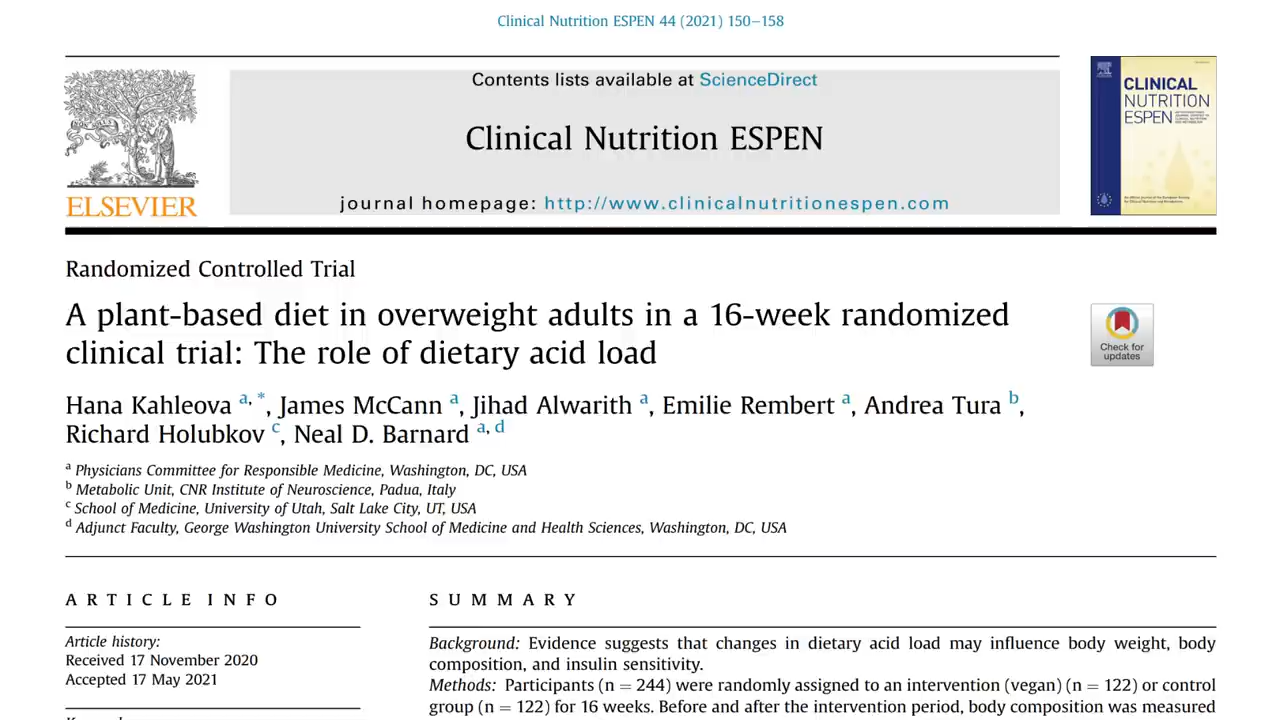 Clinical Nutrition ESPEN 44 (2021) 150–158
Contents lists available at ScienceDirect
Clinical Nutrition ESPEN
journal homepage: http://www.clinicalnutritionespen.com
ELSEVIER
CLINICAL
NUTRITION
ESPEN
Randomized Controlled Trial
A plant-based diet in overweight adults in a 16-week randomized
clinical trial: The role of dietary acid load
Check for
updates
Hana Kahleova a, *, James McCann a, Jihad Alwarith a, Emilie Rembert a, Andrea Tura b,
Richard Holubkov c, Neal D. Barnard a, d
a Physicians Committee for Responsible Medicine, Washington, DC, USA
b Metabolic Unit, CNR Institute of Neuroscience, Padua, Italy
c School of Medicine, University of Utah, Salt Lake City, UT, USA
d Adjunct Faculty, George Washington University School of Medicine and Health Sciences, Washington, DC, USA
ARTICLE INFO
Article history:
Received 17 November 2020
Accepted 17 May 2021
SUMMARY
Background: Evidence suggests that changes in dietary acid load may influence body weight, body
composition, and insulin sensitivity.
Methods: Participants (n = 244) were randomly assigned to an intervention (vegan) (n = 122) or control
group (n = 122) for 16 weeks. Before and after the intervention period, body composition was measured